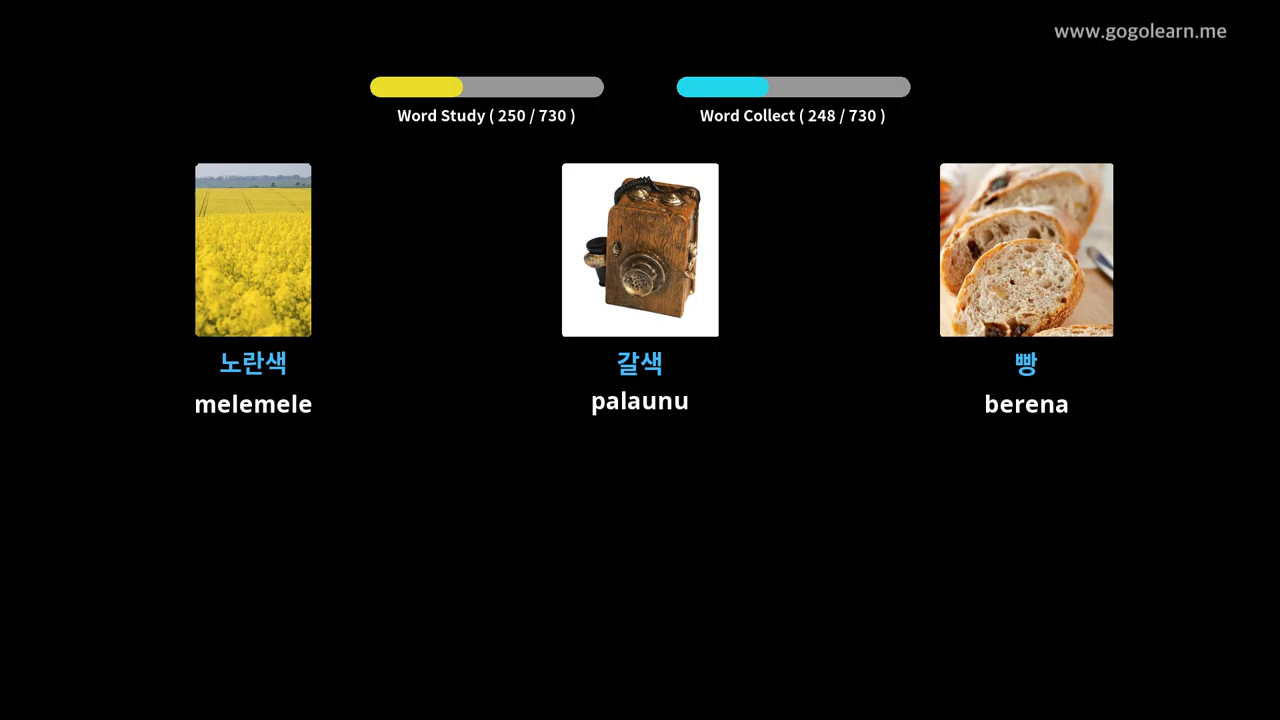 www.gogolearn.me
Word Study ( 250 / 730 )
Word Collect ( 248 / 730 )
노란색
갈색
빵
melemele
palaunu
berena